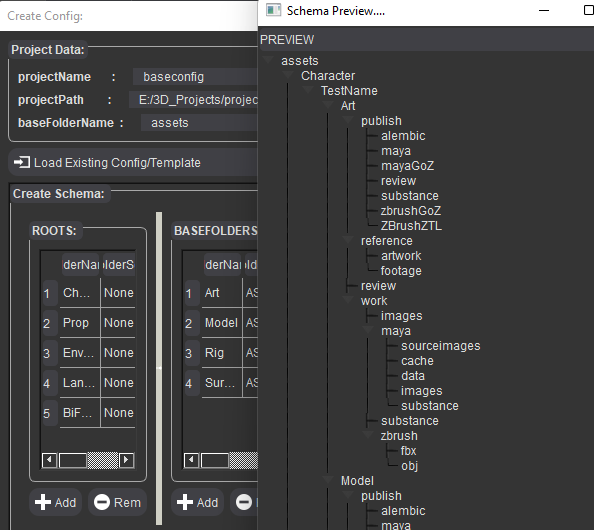 Create Config:
Project Data:
projectName : baseconfig
projectPath : E:/3D_Projects/project
baseFolderName : assets
Load Existing Config/Template
Create Schema:
ROOTS:
derNar lderS
1 Ch... None
2 Prop None
3 Env... None
4 Lan... None
5 BiF... None
Add Rem
BASEFOLDERS
derNar ld
1 Art AS
2 Model AS
3 Rig AS
4 Sur... AS
Add
Schema Preview....
PREVIEW
assets
Character
TestName
Art
publish
alembic
maya
mayaGoZ
review
substance
zbrushGoZ
ZBrushZTL
reference
artwork
footage
review
work
images
maya
sourceimages
cache
data
images
substance
substance
zbrush
fbx
obj
Model
publish
alembic
maya